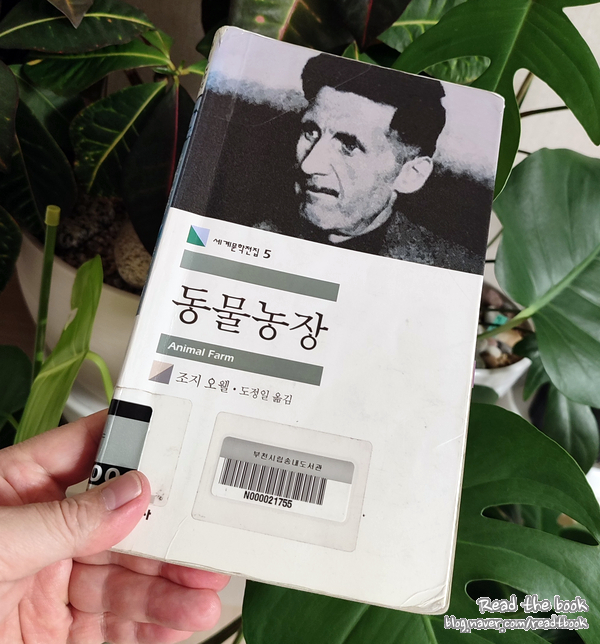 세계문학전집 5
동물농장
Animal Farm
조지 오웰 · 도정일 옮김
부천시립송내도서관
N000021755
Read the book
blog.naver.com/read1book